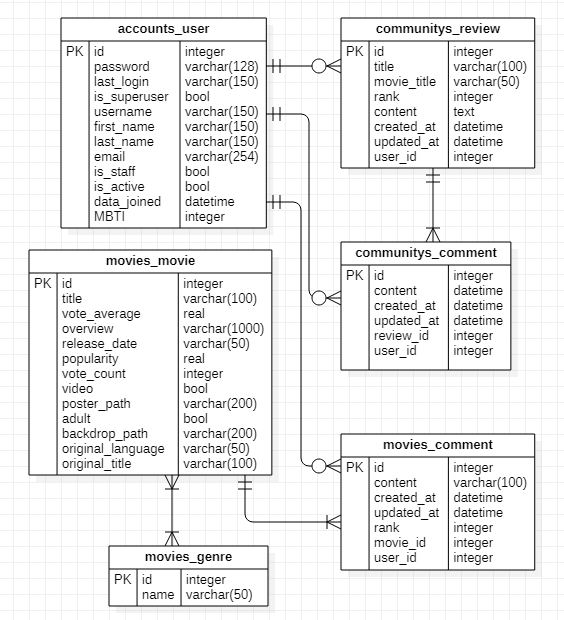 accounts_user
PK id integer
password varchar(128)
last_login varchar(150)
is_superuser bool
username varchar(150)
first_name varchar(150)
last_name varchar(150)
email varchar(254)
is_staff bool
is_active bool
data_joined datetime
MBTI integer
communitys_review
PK id integer
title varchar(100)
movie_title varchar(50)
rank integer
content text
created_at datetime
updated_at datetime
user_id integer
movies_movie
PK id integer
title varchar(100)
vote_average real
overview varchar(1000)
release_date varchar(50)
popularity real
vote_count integer
video bool
poster_path varchar(200)
adult bool
backdrop_path varchar(200)
original_language varchar(50)
original_title varchar(100)
communitys_comment
PK id integer
content datetime
created_at datetime
updated_at datetime
review_id integer
user_id integer
movies_comment
PK id integer
content varchar(100)
created_at datetime
updated_at datetime
rank integer
movie_id integer
user_id integer
movies_genre
PK id integer
name varchar(50)